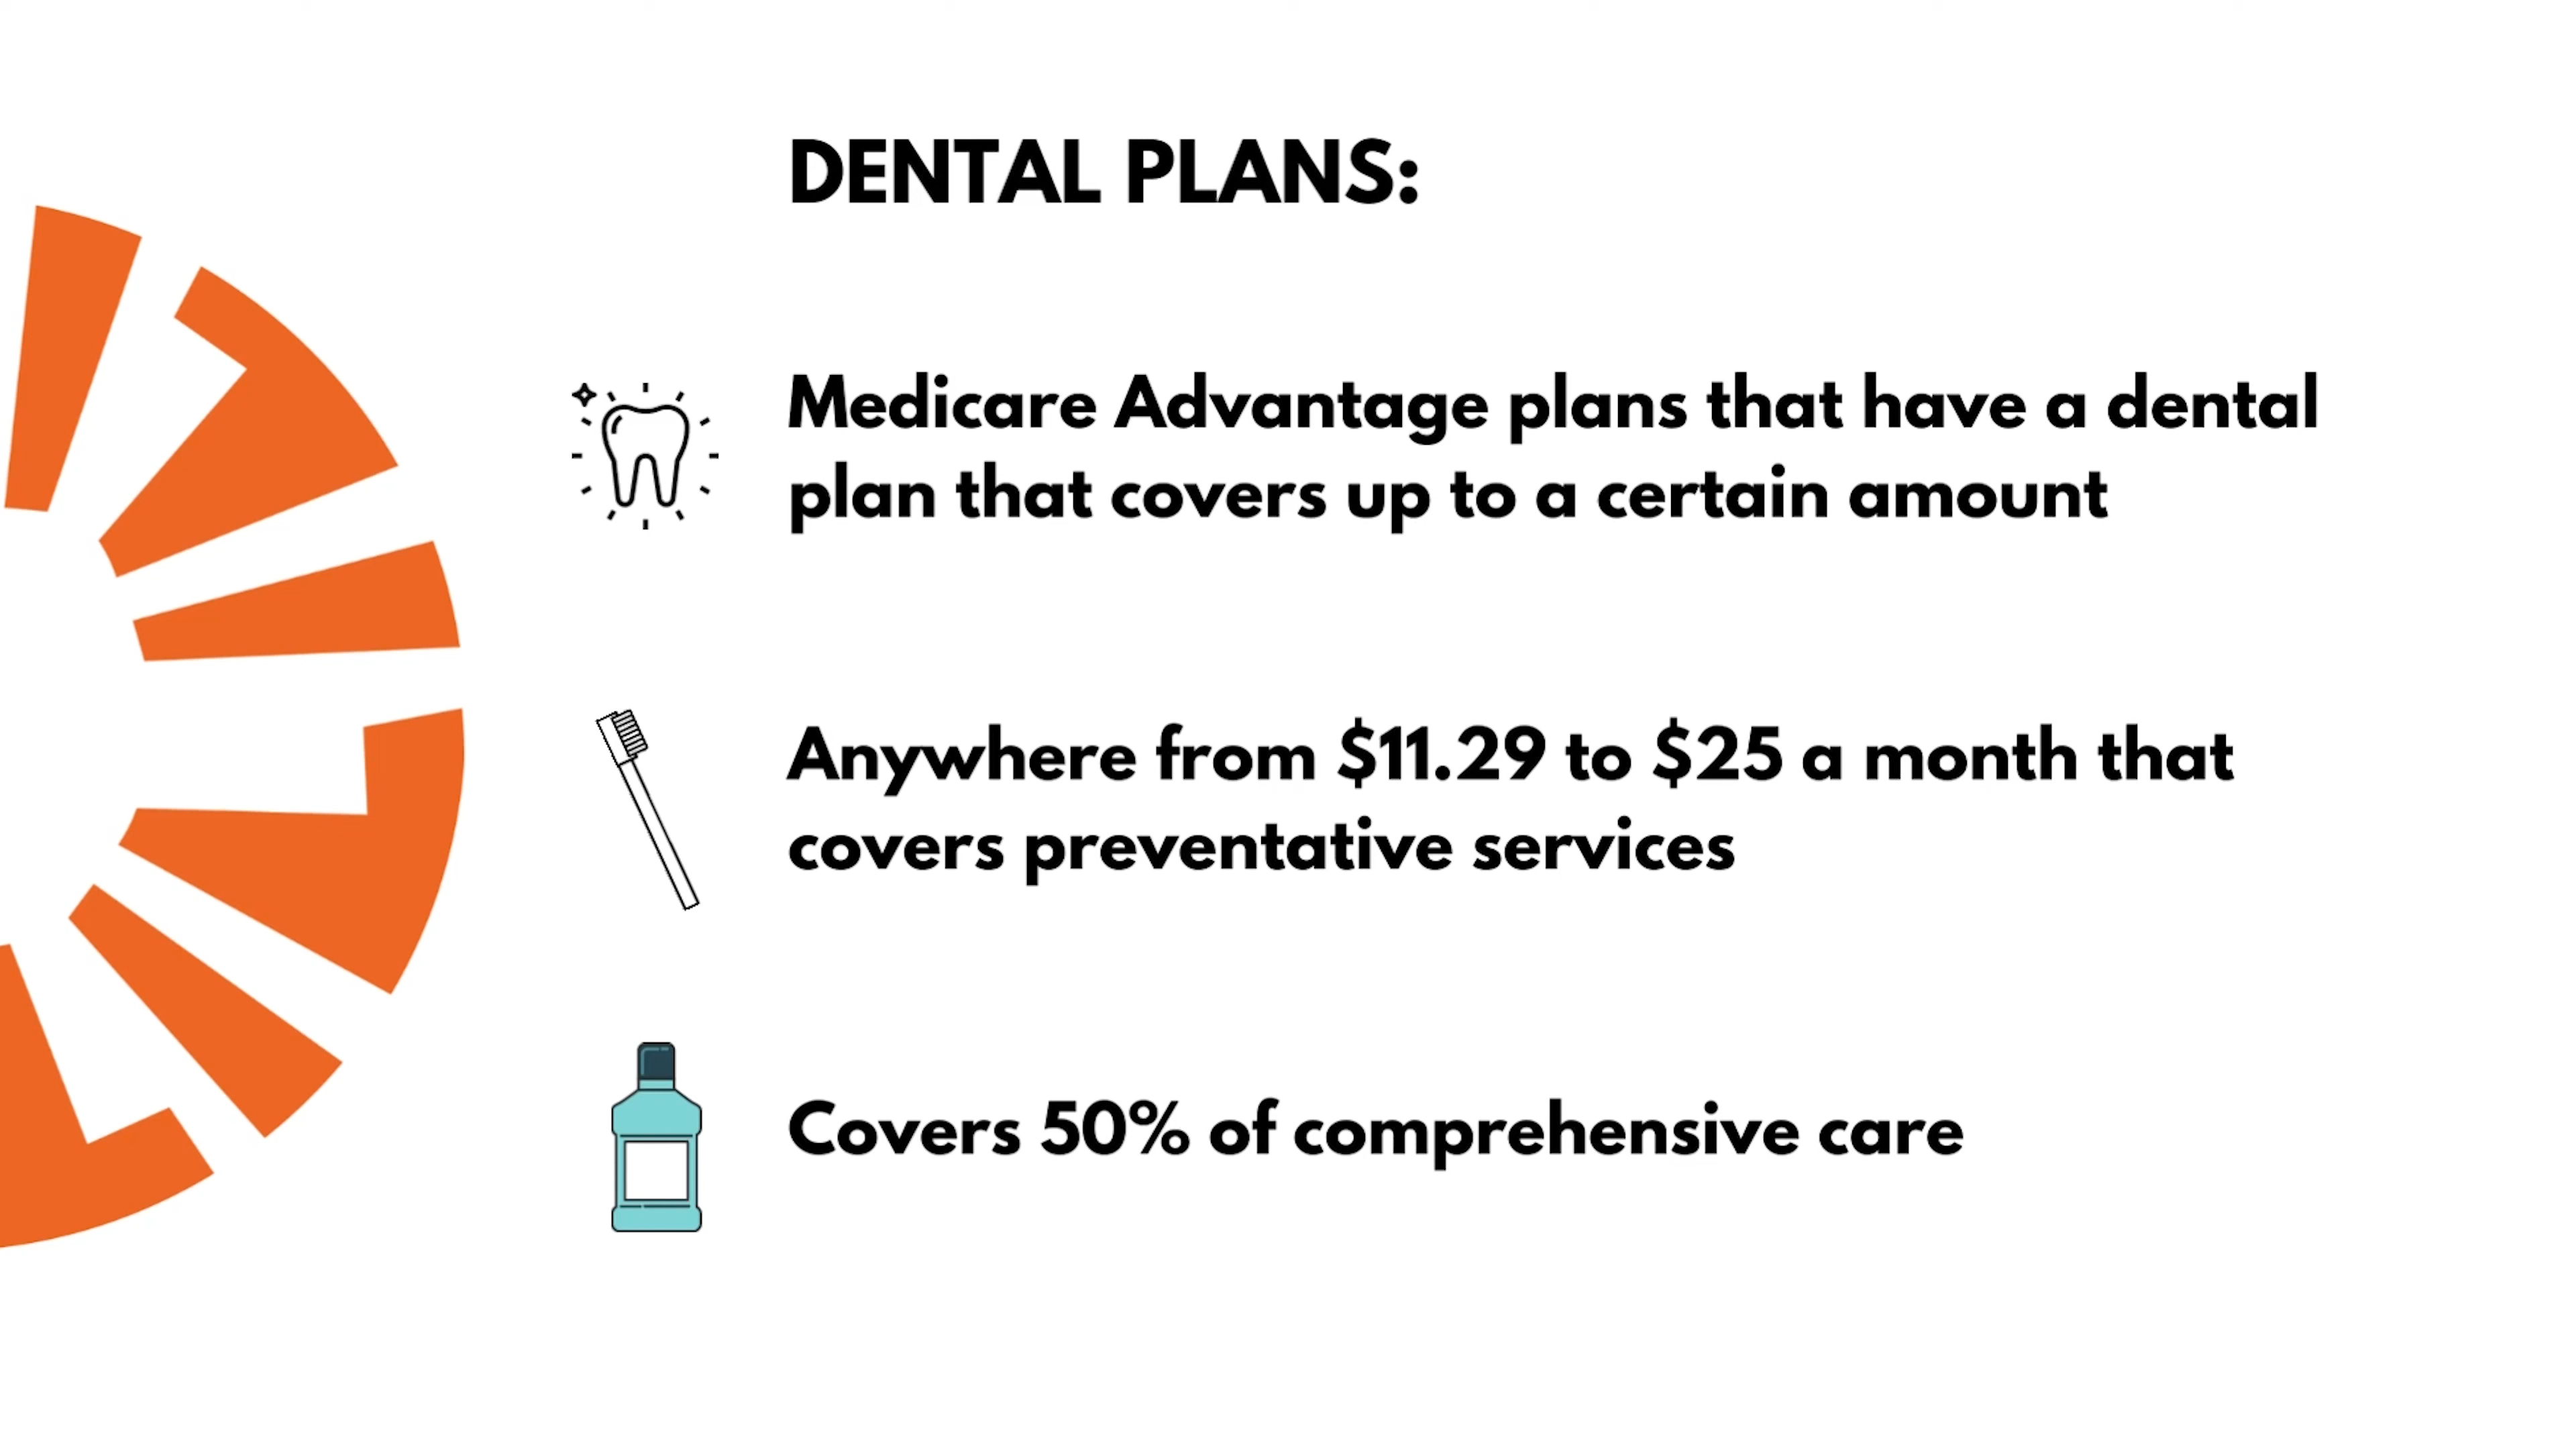 DENTAL PLANS:
Medicare Advantage plans that have a dental
plan that covers up to a certain amount
Anywhere from $11.29 to $25 a month that
covers preventative services
Covers 50% of comprehensive care